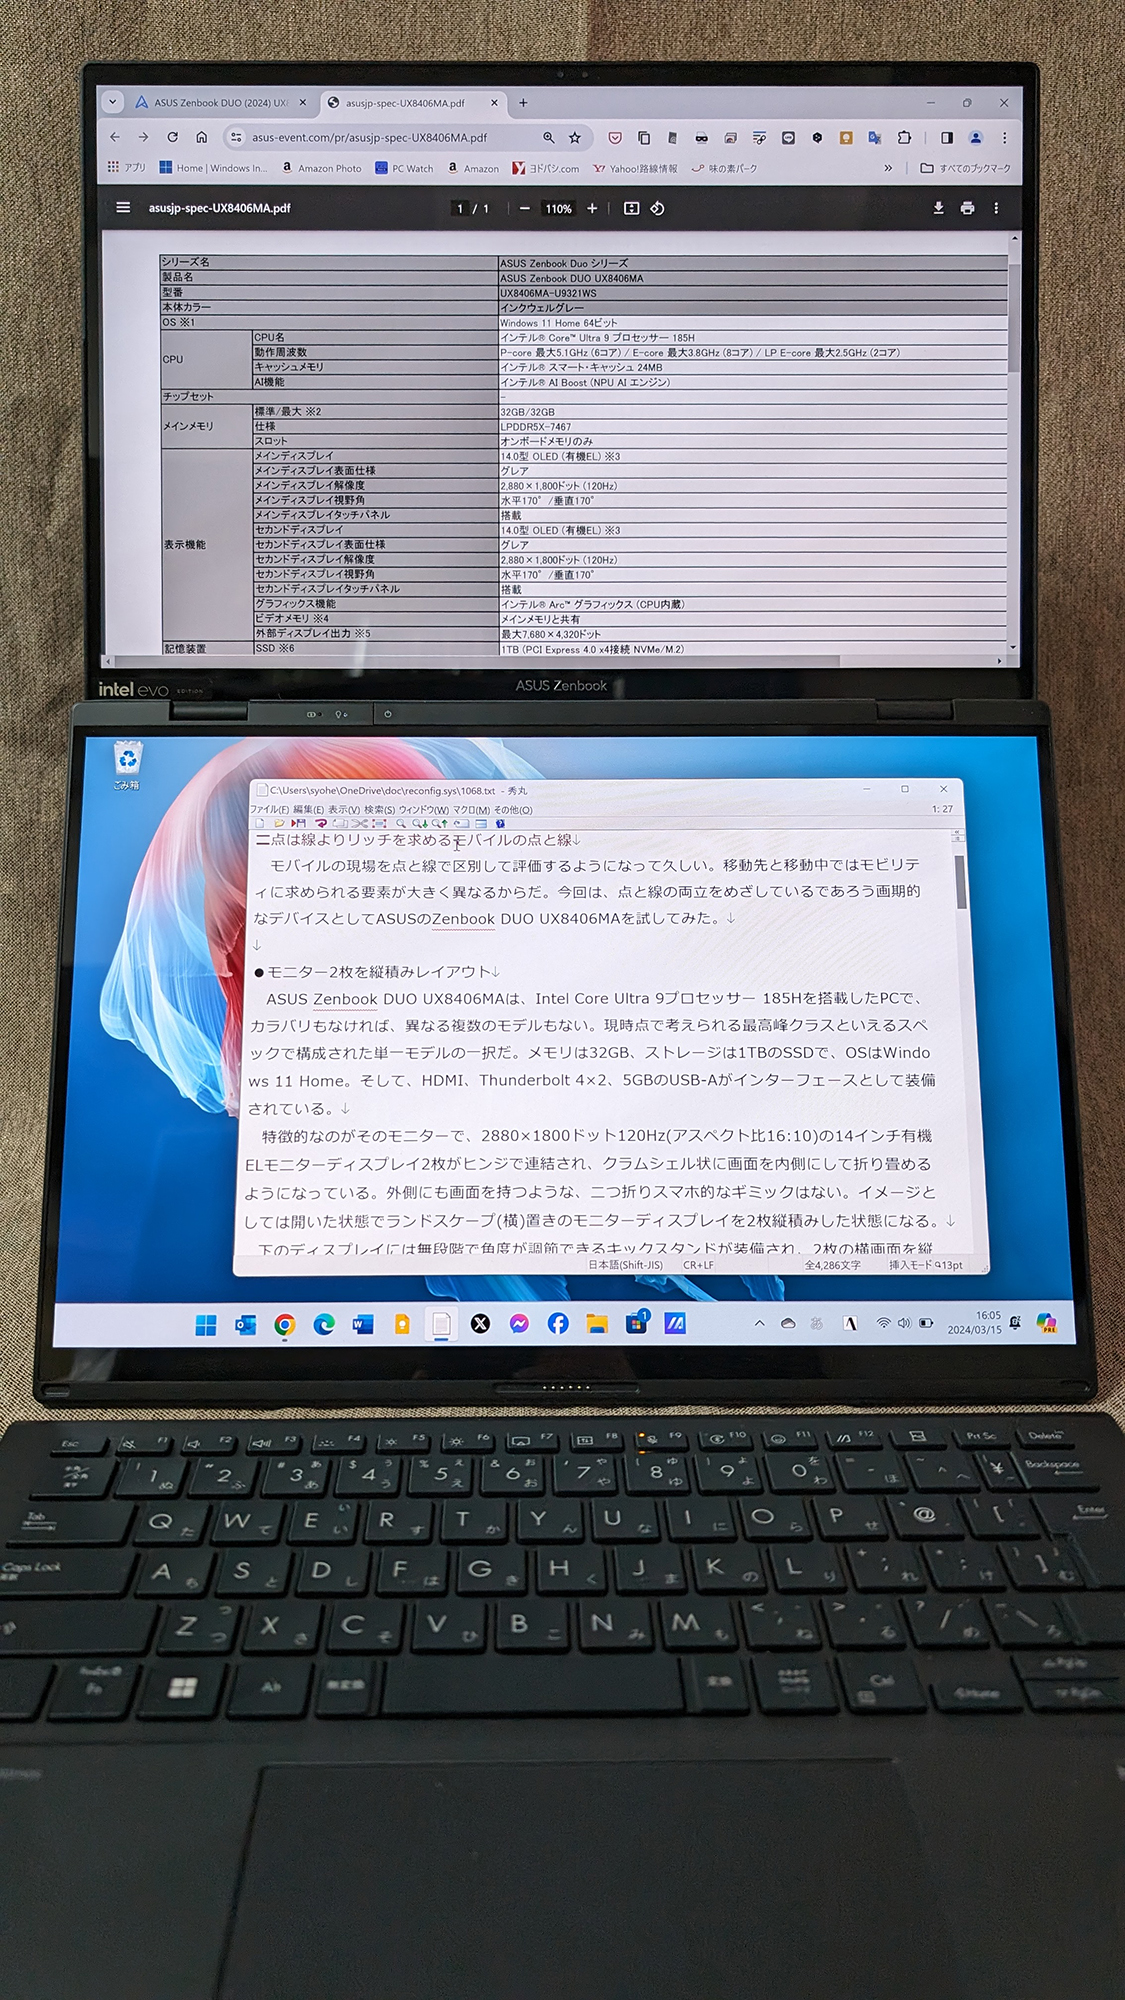 ASUS Zenbook DUO (2024) UX
asusjp-spec-UX8406MA.pdf
asus-event.com/pr/asusjp-spec-UX8406MA.pdf
アプリ Home | Windows In... Amazon Photo PC Watch Amazon ヨドバシ.com Yahoo!路線情報 味の素パーク » すべてのブックマーク
asusjp-spec-UX8406MA.pdf 1 / 1 110%
シリーズ名 ASUS Zenbook Duo シリーズ
製品名 ASUS Zenbook DUO UX8406MA
型番 UX8406MA-U9321WS
本体カラー インクウェルグレー
OS ※1 Windows 11 Home 64ビット
CPU
CPU名 インテル® Core™ Ultra 9 プロセッサー 185H
動作周波数 P-core 最大5.1GHz (6コア) / E-core 最大3.8GHz (8コア) / LP E-core 最大2.5GHz (2コア)
キャッシュメモリ インテル® スマート・キャッシュ 24MB
AI機能 インテル® AI Boost (NPU AI エンジン)
チップセット -
メインメモリ
標準/最大 ※2 32GB/32GB
仕様 LPDDR5X-7467
スロット オンボードメモリのみ
表示機能
メインディスプレイ 14.0型 OLED (有機EL) ※3
メインディスプレイ表面仕様 グレア
メインディスプレイ解像度 2,880×1,800ドット (120Hz)
メインディスプレイ視野角 水平170°/垂直170°
メインディスプレイタッチパネル 搭載
セカンドディスプレイ 14.0型 OLED (有機EL) ※3
セカンドディスプレイ表面仕様 グレア
セカンドディスプレイ解像度 2,880×1,800ドット (120Hz)
セカンドディスプレイ視野角 水平170°/垂直170°
セカンドディスプレイタッチパネル 搭載
グラフィックス機能 インテル® Arc™ グラフィックス (CPU内蔵)
ビデオメモリ ※4 メインメモリと共有
外部ディスプレイ出力 ※5 最大7,680×4,320ドット
記憶装置 SSD ※6 1TB (PCI Express 4.0 x4接続 NVMe/M.2)
intel evo EDITION
ASUS Zenbook
ごみ箱
C:\Users\syohe\OneDrive\doc\reconfig.sys\1068.txt - 秀丸
ファイル(F) 編集(E) 表示(V) 検索(S) ウィンドウ(W) マクロ(M) その他(O) 1: 27
二点は線よりリッチを求めるモバイルの点と線↓
モバイルの現場を点と線で区別して評価するようになって久しい。移動先と移動中ではモビリテ
ィに求められる要素が大きく異なるからだ。今回は、点と線の両立をめざしているであろう画期的
なデバイスとしてASUSのZenbook DUO UX8406MAを試してみた。↓
↓
●モニター2枚を縦積みレイアウト↓
ASUS Zenbook DUO UX8406MAは、Intel Core Ultra 9プロセッサー 185Hを搭載したPCで、
カラバリもなければ、異なる複数のモデルもない。現時点で考えられる最高峰クラスといえるスペ
ックで構成された単一モデルの一択だ。メモリは32GB、ストレージは1TBのSSDで、OSはWindo
ws 11 Home。そして、HDMI、Thunderbolt 4×2、5GBのUSB-Aがインターフェースとして装備
されている。↓
特徴的なのがそのモニターで、2880×1800ドット120Hz(アスペクト比16:10)の14インチ有機
ELモニターディスプレイ2枚がヒンジで連結され、クラムシェル状に画面を内側にして折り畳める
ようになっている。外側にも画面を持つような、二つ折りスマホ的なギミックはない。イメージと
しては開いた状態でランドスケープ(横)置きのモニターディスプレイを2枚縦積みした状態になる。↓
下のディスプレイには無段階で角度が調節できるキックスタンドが装備され、2枚の横画面を縦
日本語(Shift-JIS) CR+LF 全4,286文字 挿入モード 13pt
1
あ A 16:05
2024/03/15
PRE
Esc F1 F2 F3 F4 F5 F6 F7 F8 F9 F10 F11 F12 Prt Sc Delete
! 1 ぬ " 2 ふ # 3 ぁ あ $ 4 ぅ う % 5 ぇ え & 6 ぉ お ' 7 ゃ や ( 8 ゅ ゆ ) 9 ょ よ 0 を わ = - ほ ~ ^ へ ¥ Backspace
Tab Q た W て E ぃ い R す T か Y ん U な I に O ら P せ @ [ Enter
Caps Lock A ち S と D し F は G き H く J ま K の L り + ; れ * : け } ] む
Z っ つ X さ C そ V ひ B こ N み M も < , ね > . る ? / め \ ろ
Fn Alt 無変換 変換 Ctrl